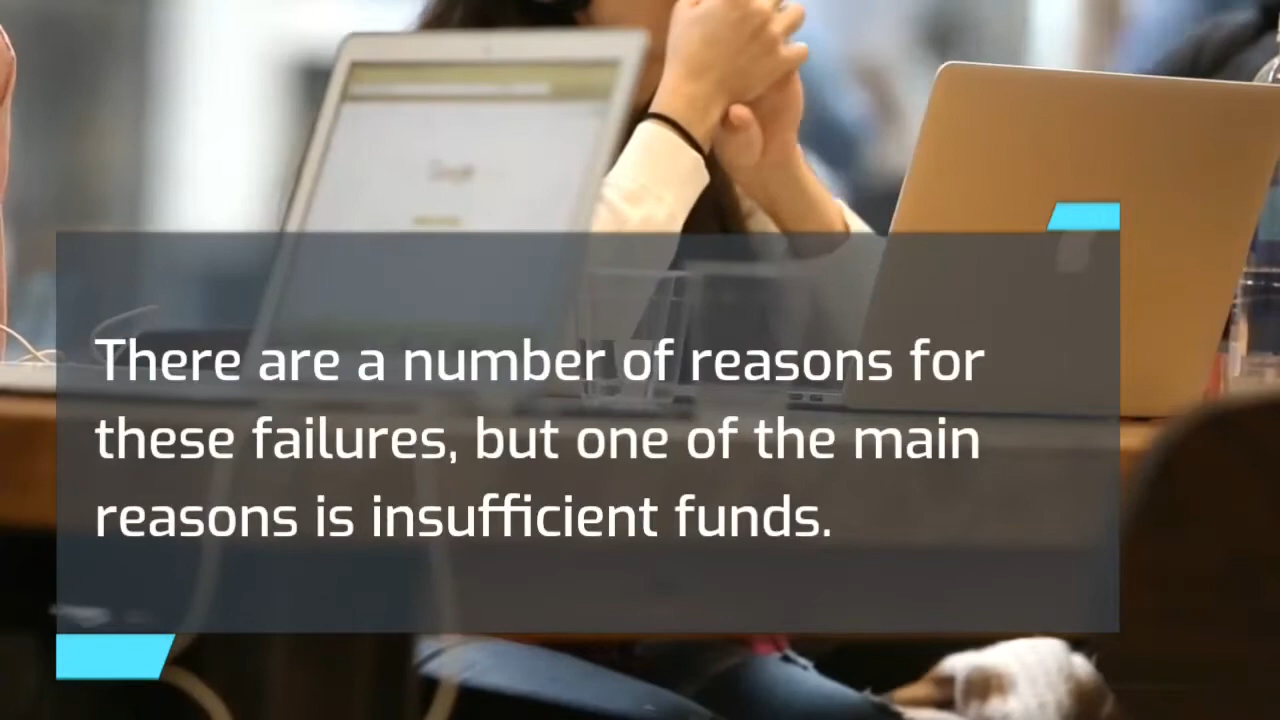 There are a number of reasons for
these failures, but one of the main
reasons is insufficient funds.